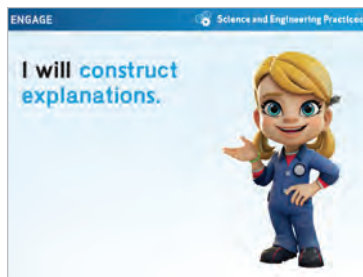 ENGAGE
Science and Engineering Practices
I will construct
explanations.